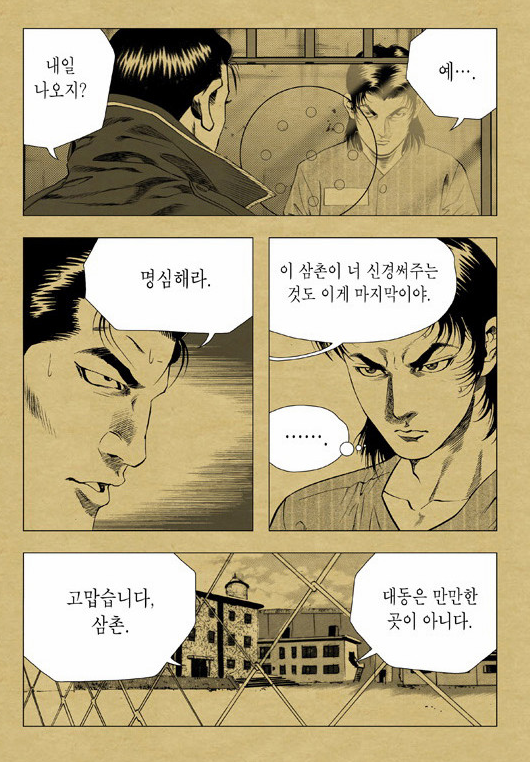 내일
나오지?
예….
명심해라.
이 삼촌이 너 신경써주는
것도 이게 마지막이야.
…….
고맙습니다,
삼촌.
대동은 만만한
곳이 아니다.